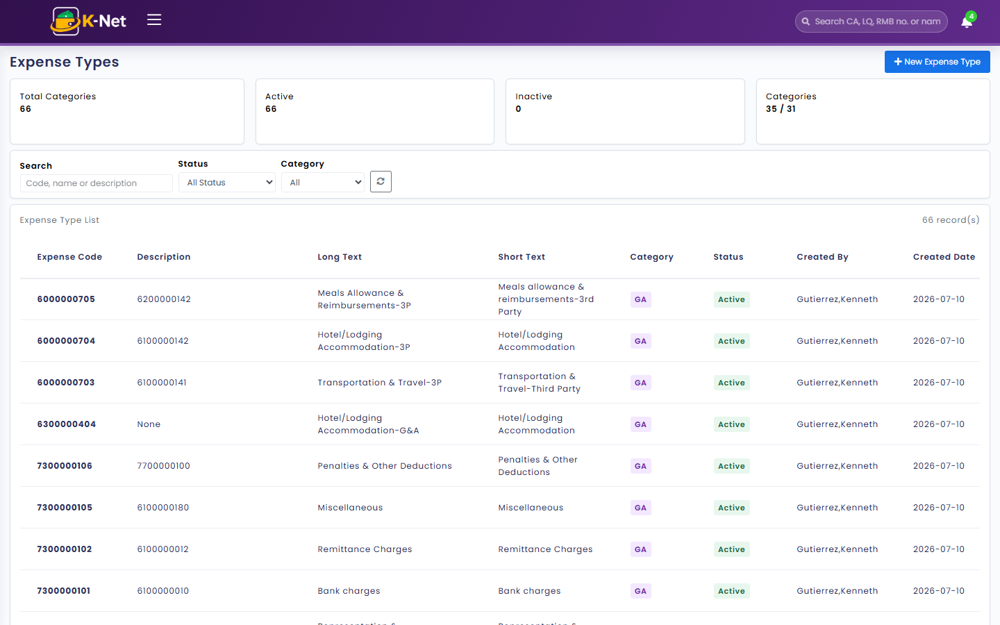 K-Net
Search CA, LQ, RMB no. or nam
4
Expense Types
New Expense Type
Total Categories
66
Active
66
Inactive
0
Categories
35 / 31
Search
Code, name or description
Status
All Status
Category
All
Expense Type List
66 record(s)
Expense Code Description Long Text Short Text Category Status Created By Created Date
6000000705 6200000142 Meals Allowance & Reimbursements-3P Meals allowance & reimbursements-3rd Party GA Active Gutierrez,Kenneth 2026-07-10
6000000704 6100000142 Hotel/Lodging Accommodation-3P Hotel/Lodging Accommodation GA Active Gutierrez,Kenneth 2026-07-10
6000000703 6100000141 Transportation & Travel-3P Transportation & Travel-Third Party GA Active Gutierrez,Kenneth 2026-07-10
6300000404 None Hotel/Lodging Accommodation-G&A Hotel/Lodging Accommodation GA Active Gutierrez,Kenneth 2026-07-10
7300000106 7700000100 Penalties & Other Deductions Penalties & Other Deductions GA Active Gutierrez,Kenneth 2026-07-10
7300000105 6100000180 Miscellaneous Miscellaneous GA Active Gutierrez,Kenneth 2026-07-10
7300000102 6100000012 Remittance Charges Remittance Charges GA Active Gutierrez,Kenneth 2026-07-10
7300000101 6100000010 Bank charges Bank charges GA Active Gutierrez,Kenneth 2026-07-10